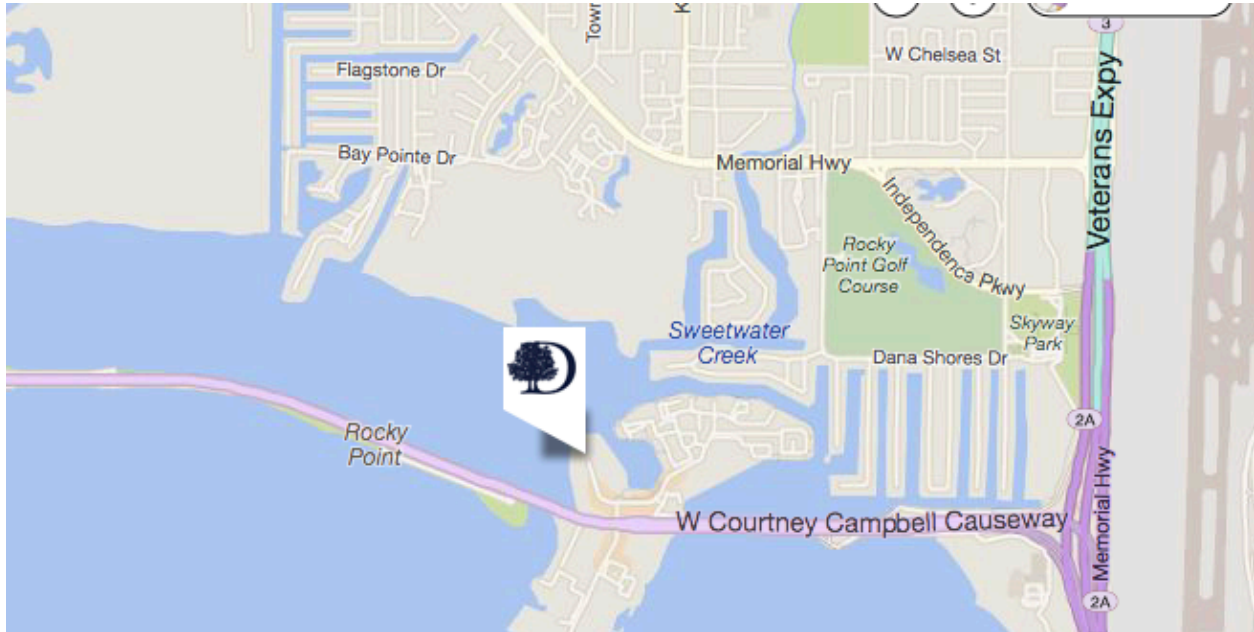 3
W Chelsea St
Flagstone Dr
Veterans Expy
Bay Pointe Dr
Memorial Hwy
Independenca Pkwy
Rocky
Point Golf
Course
Sweetwater
Creek
Skyway
Park
Dana Shores Dr
D
2A
Rocky
Point
W Courtney Campbell Causeway
Memorial Hwy
2A
Town